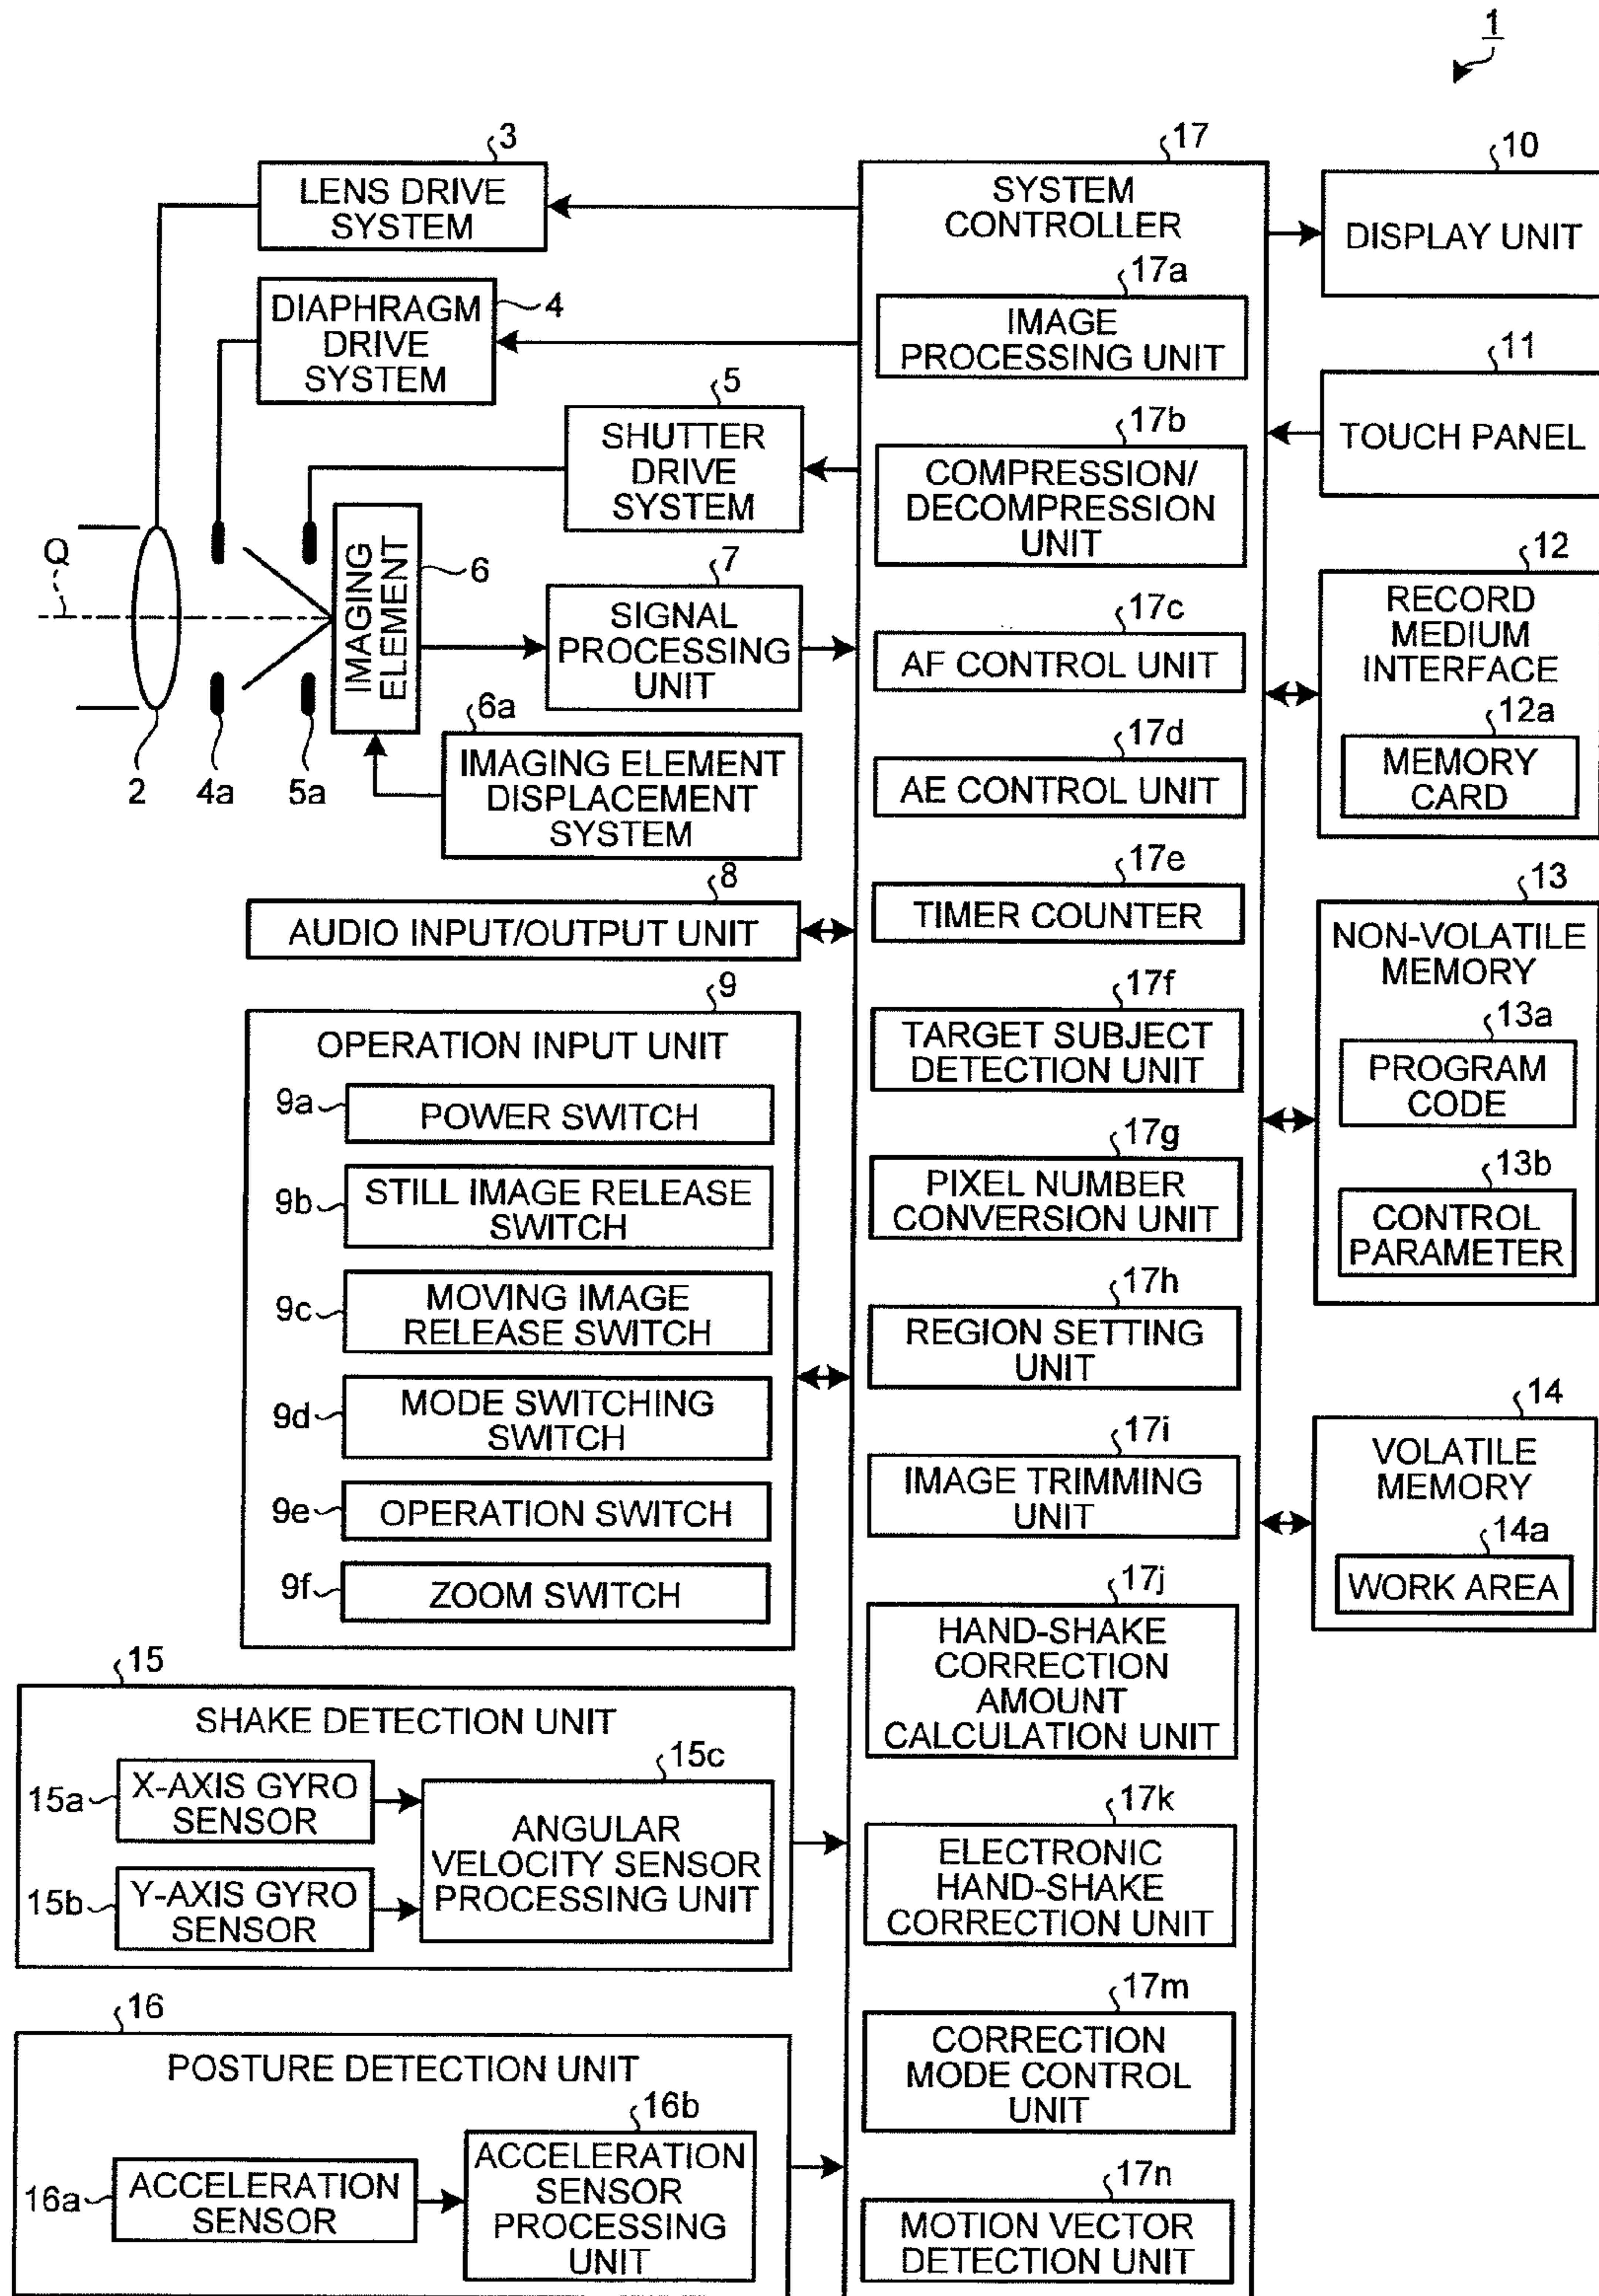 1
3
LENS DRIVE
SYSTEM
4
DIAPHRAGM
DRIVE
SYSTEM
5
SHUTTER
DRIVE
SYSTEM
Q
IMAGING
ELEMENT
6
7
SIGNAL
PROCESSING
UNIT
2
4a
5a
6a
IMAGING ELEMENT
DISPLACEMENT
SYSTEM
8
AUDIO INPUT/OUTPUT UNIT
9
OPERATION INPUT UNIT
9a
POWER SWITCH
9b
STILL IMAGE RELEASE
SWITCH
9c
MOVING IMAGE
RELEASE SWITCH
9d
MODE SWITCHING
SWITCH
9e
OPERATION SWITCH
9f
ZOOM SWITCH
15
SHAKE DETECTION UNIT
15a
X-AXIS GYRO
SENSOR
15b
Y-AXIS GYRO
SENSOR
15c
ANGULAR
VELOCITY SENSOR
PROCESSING UNIT
16
POSTURE DETECTION UNIT
16a
ACCELERATION
SENSOR
16b
ACCELERATION
SENSOR
PROCESSING
UNIT
17
SYSTEM
CONTROLLER
17a
IMAGE
PROCESSING UNIT
17b
COMPRESSION/
DECOMPRESSION
UNIT
17c
AF CONTROL UNIT
17d
AE CONTROL UNIT
17e
TIMER COUNTER
17f
TARGET SUBJECT
DETECTION UNIT
17g
PIXEL NUMBER
CONVERSION UNIT
17h
REGION SETTING
UNIT
17i
IMAGE TRIMMING
UNIT
17j
HAND-SHAKE
CORRECTION
AMOUNT
CALCULATION UNIT
17k
ELECTRONIC
HAND-SHAKE
CORRECTION UNIT
17m
CORRECTION
MODE CONTROL
UNIT
17n
MOTION VECTOR
DETECTION UNIT
10
DISPLAY UNIT
11
TOUCH PANEL
12
RECORD
MEDIUM
INTERFACE
12a
MEMORY
CARD
13
NON-VOLATILE
MEMORY
13a
PROGRAM
CODE
13b
CONTROL
PARAMETER
14
VOLATILE
MEMORY
14a
WORK AREA